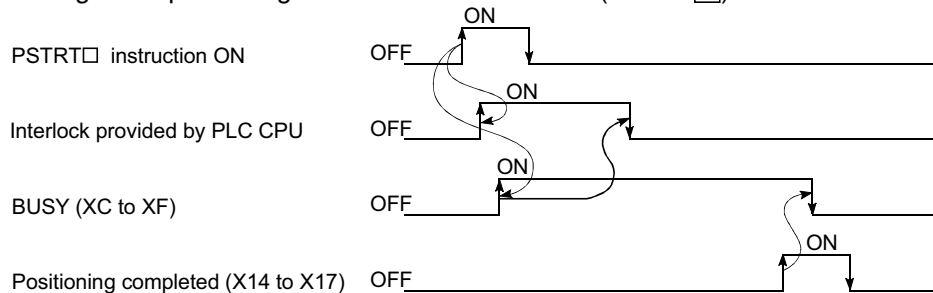 ON
PSTRT□ instruction ON OFF
ON
Interlock provided by PLC CPU OFF
ON
BUSY (XC to XF) OFF
ON
Positioning completed (X14 to X17) OFF